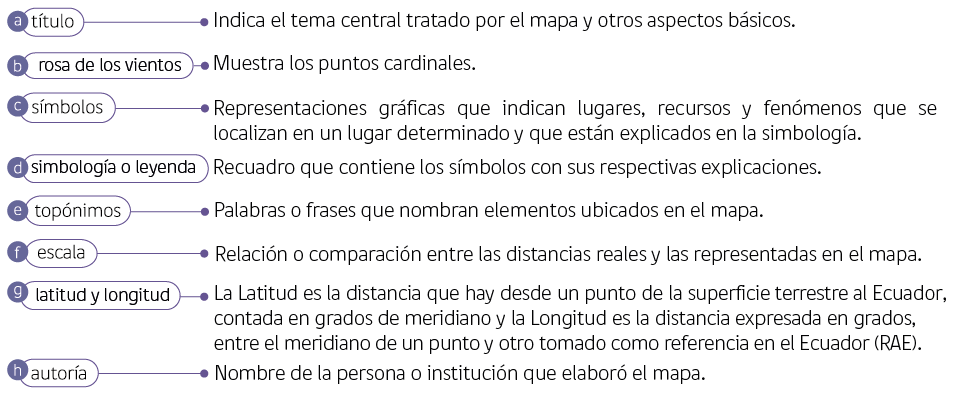 a título Indica el tema central tratado por el mapa y otros aspectos básicos.
b rosa de los vientos Muestra los puntos cardinales.
c símbolos Representaciones gráficas que indican lugares, recursos y fenómenos que se
localizan en un lugar determinado y que están explicados en la simbología.
d simbología o leyenda Recuadro que contiene los símbolos con sus respectivas explicaciones.
e topónimos Palabras o frases que nombran elementos ubicados en el mapa.
f escala Relación o comparación entre las distancias reales y las representadas en el mapa.
g latitud y longitud La Latitud es la distancia que hay desde un punto de la superficie terrestre al Ecuador,
contada en grados de meridiano y la Longitud es la distancia expresada en grados,
entre el meridiano de un punto y otro tomado como referencia en el Ecuador (RAE).
h autoría Nombre de la persona o institución que elaboró el mapa.